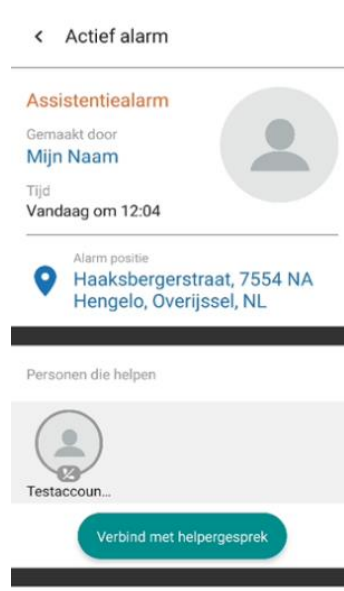 Actief alarm
Assistentiealarm
Gemaakt door
Mijn Naam
Tijd
Vandaag om 12:04
Alarm positie
Haaksbergerstraat, 7554 NA
Hengelo, Overijssel, NL
Personen die helpen
Testaccoun...
Verbind met helpergesprek